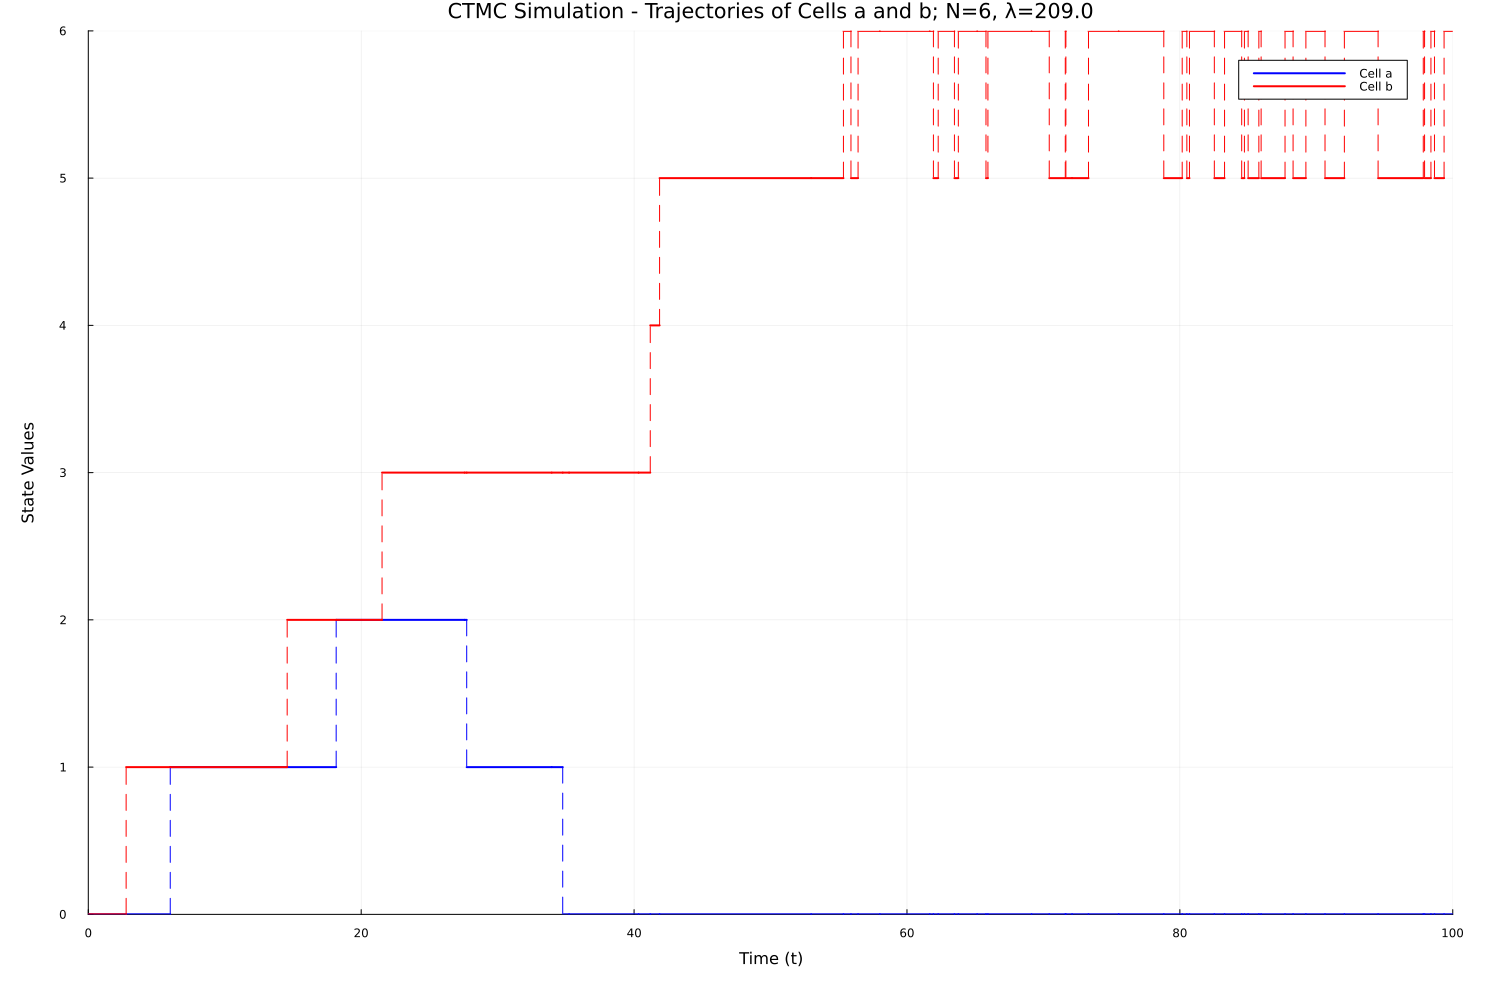 CTMC Simulation - Trajectories of Cells a and b; N=6, λ=209.0
6
Cell a
Cell b
5
4
State Values
3
2
1
0
0 20 40 60 80 100
Time (t)